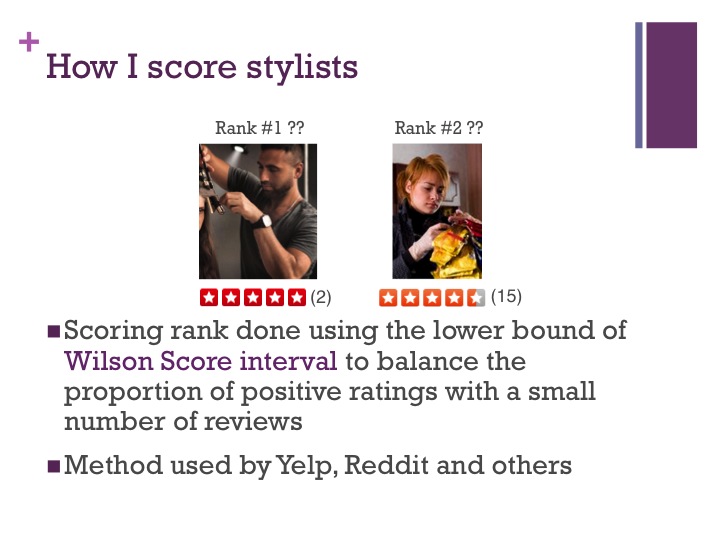 +
How I score stylists
Rank #1 ??
Rank #2 ??
(2)
(15)
Scoring rank done using the lower bound of
Wilson Score interval to balance the
proportion of positive ratings with a small
number of reviews
Method used by Yelp, Reddit and others